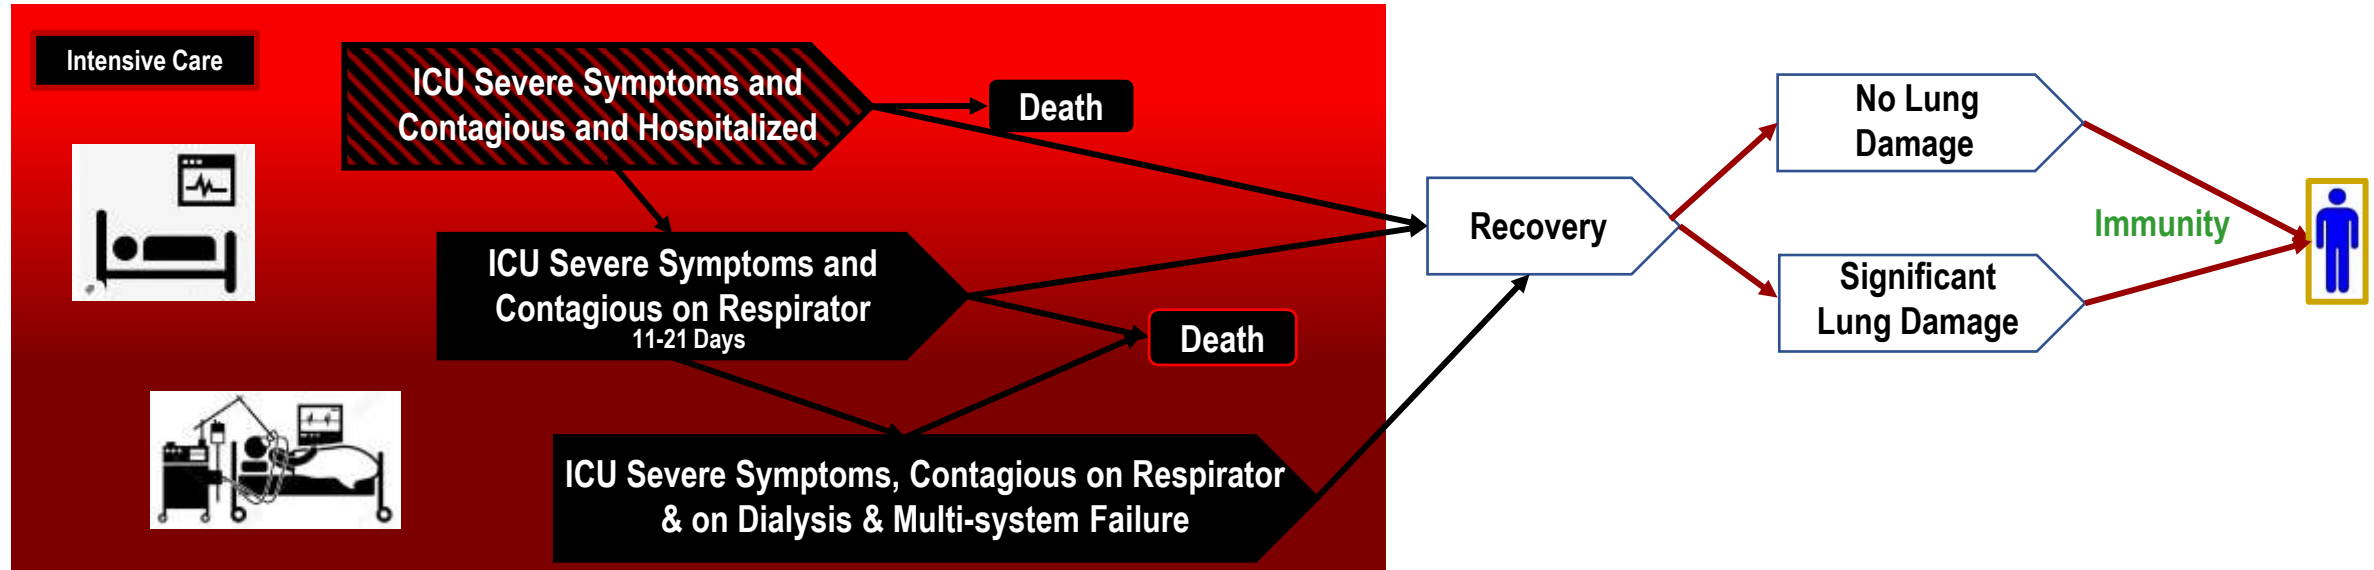 Intensive Care
ICU Severe Symptoms and
Contagious and Hospitalized
Death
ICU Severe Symptoms and
Contagious on Respirator
11-21 Days
Death
ICU Severe Symptoms, Contagious on Respirator
& on Dialysis & Multi-system Failure
Recovery
No Lung
Damage
Significant
Lung Damage
Immunity